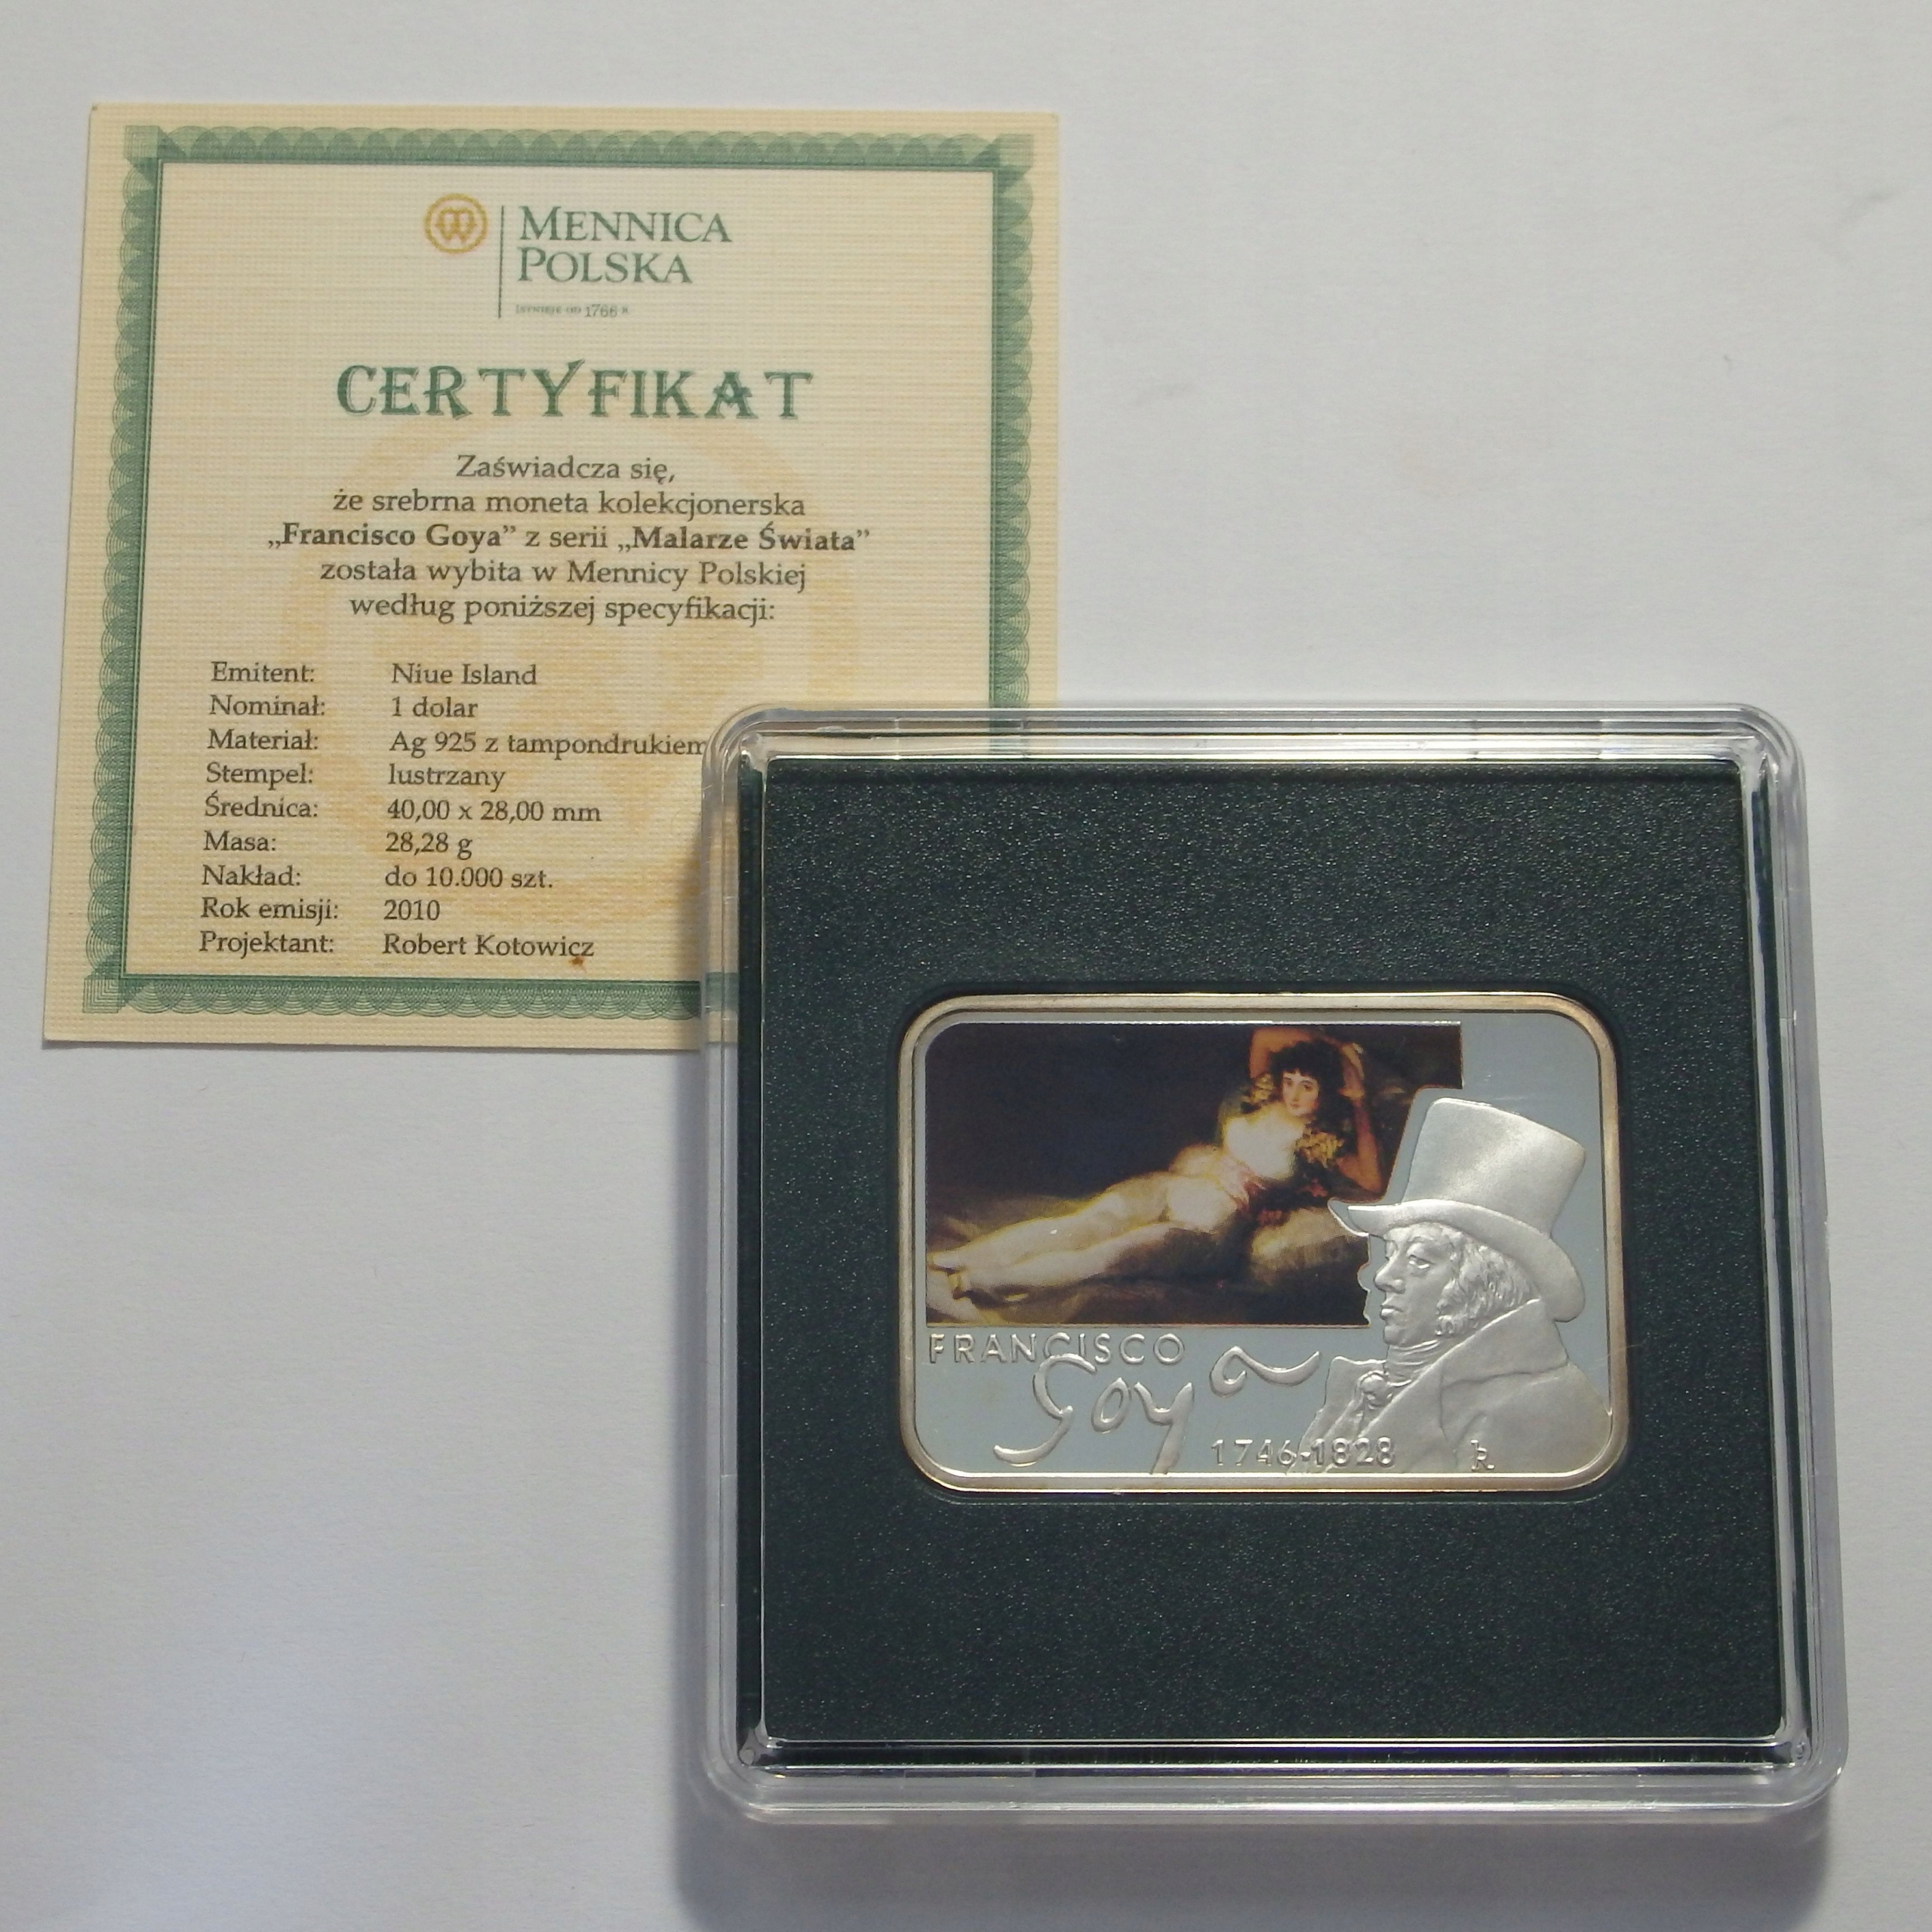 MENNICA
POLSKA
Istnieje od 1766 r.
CERTYFIKAT
Zaświadcza się,
że srebrna moneta kolekcjonerska
„Francisco Goya” z serii „Malarze Świata”
została wybita w Mennicy Polskiej
według poniższej specyfikacji:
Emitent: Niue Island
Nominał: 1 dolar
Materiał: Ag 925 z tampondrukiem
Stempel: lustrzany
Średnica: 40,00 x 28,00 mm
Masa: 28,28 g
Nakład: do 10.000 szt.
Rok emisji: 2010
Projektant: Robert Kotowicz
FRANCISCO
Goya
1746-1828